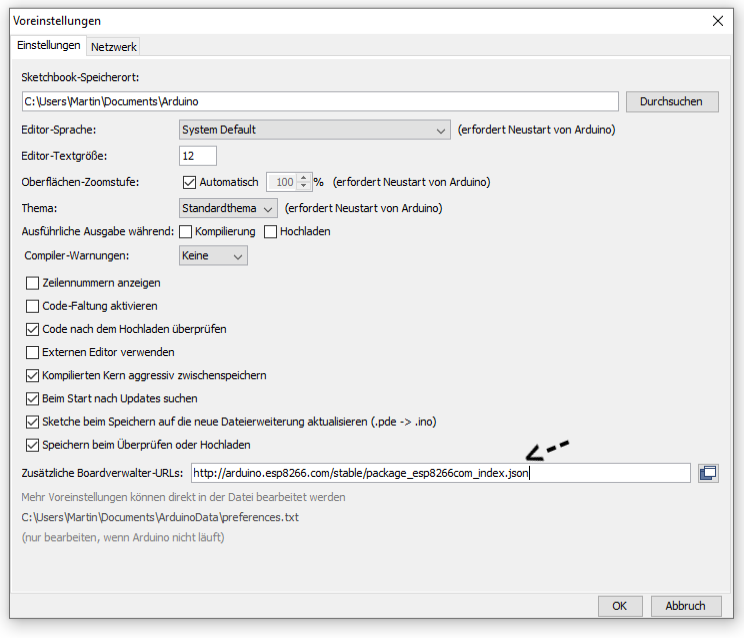 Voreinstellungen
Einstellungen Netzwerk
Sketchbook-Speicherort:
C:\Users\Martin\Documents\Arduino Durchsuchen
Editor-Sprache: System Default (erfordert Neustart von Arduino)
Editor-Textgröße: 12
Oberflächen-Zoomstufe: Automatisch 100 % (erfordert Neustart von Arduino)
Thema: Standardthema (erfordert Neustart von Arduino)
Ausführliche Ausgabe während: Kompilierung Hochladen
Compiler-Warnungen: Keine
Zeilennummern anzeigen
Code-Faltung aktivieren
Code nach dem Hochladen überprüfen
Externen Editor verwenden
Kompilierten Kern aggressiv zwischenspeichern
Beim Start nach Updates suchen
Sketche beim Speichern auf die neue Dateierweiterung aktualisieren (.pde -> .ino)
Speichern beim Überprüfen oder Hochladen
Zusätzliche Boardverwalter-URLs: http://arduino.esp8266.com/stable/package_esp8266com_index.json
Mehr Voreinstellungen können direkt in der Datei bearbeitet werden
C:\Users\Martin\Documents\ArduinoData\preferences.txt
(nur bearbeiten, wenn Arduino nicht läuft)
OK Abbruch